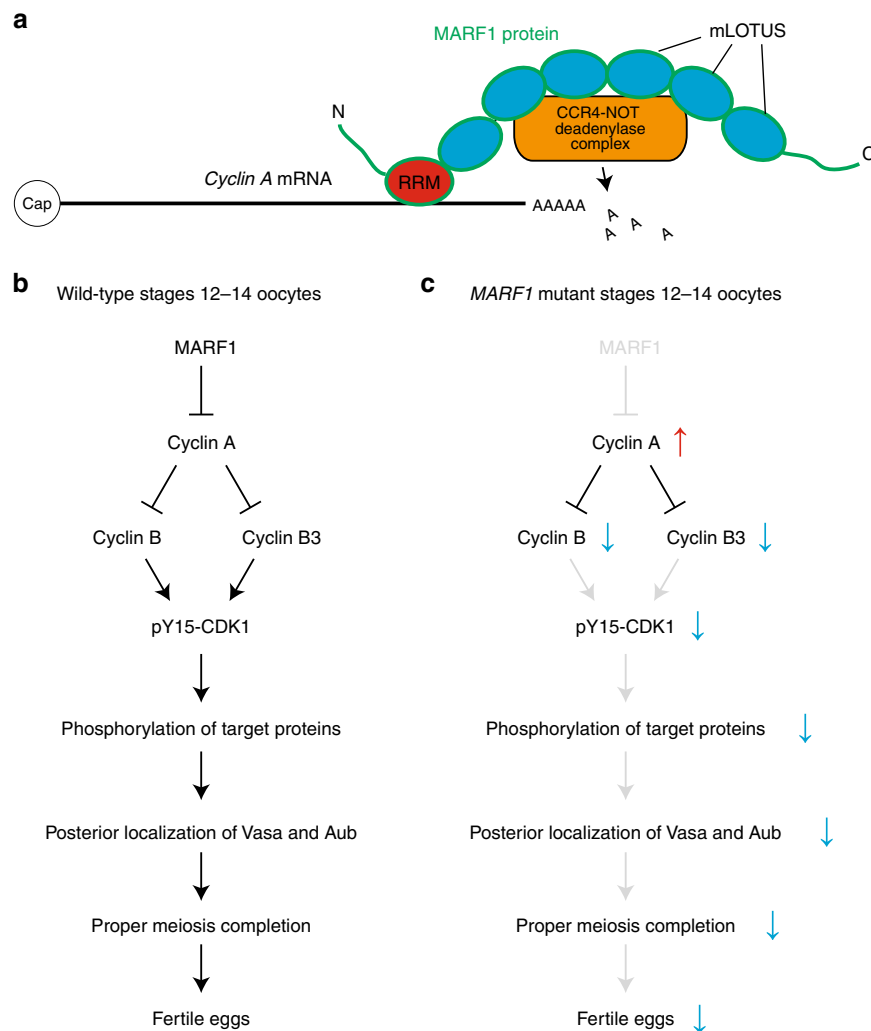 a
MARF1 protein
mLOTUS
N
CCR4-NOT
deadenylase
complex
C
Cyclin A mRNA
RRM
Cap
AAAAA
A
A
A
A
b
Wild-type stages 12–14 oocytes
MARF1
Cyclin A
Cyclin B
Cyclin B3
pY15-CDK1
Phosphorylation of target proteins
Posterior localization of Vasa and Aub
Proper meiosis completion
Fertile eggs
c
MARF1 mutant stages 12–14 oocytes
MARF1
Cyclin A
Cyclin B
Cyclin B3
pY15-CDK1
Phosphorylation of target proteins
Posterior localization of Vasa and Aub
Proper meiosis completion
Fertile eggs